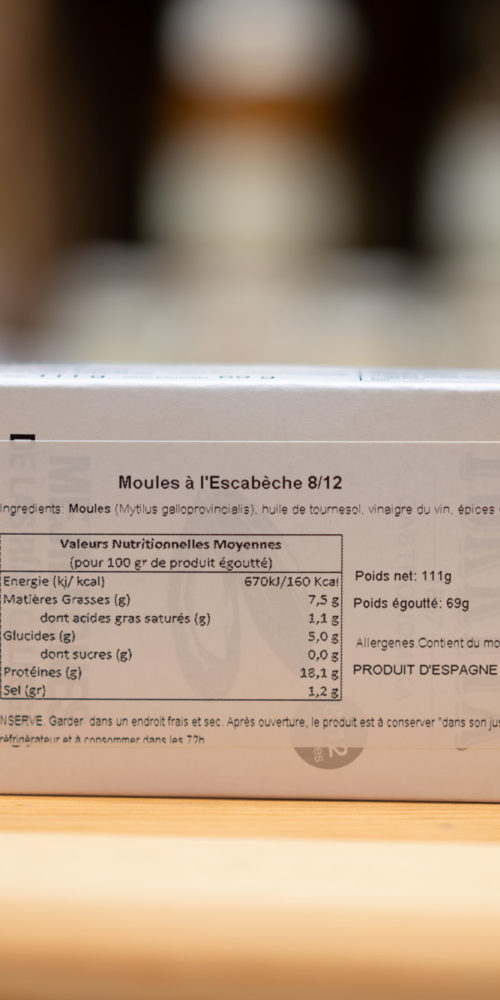 Moules à l'Escabèche 8/12
Ingredients: Moules (Mytilus galloprovincialis), huile de tournesol, vinaigre du vin, épices
Valeurs Nutritionnelles Moyennes
(pour 100 gr de produit égoutté)
Energie (kj/ kcal) 670kJ/160 Kcal
Matières Grasses (g) 7,5 g
dont acides gras saturés (g) 1,1 g
Glucides (g) 5,0 g
dont sucres (g) 0,0 g
Protéines (g) 18,1 g
Sel (gr) 1,2 g
Poids net: 111g
Poids égoutté: 69g
Allergenes:Contient du mo
PRODUIT D'ESPAGNE
NSERVE. Garder dans un endroit frais et sec. Après ouverture, le produit est à conserver "dans son jus
réfrigérateur et à consommer dans les 72h